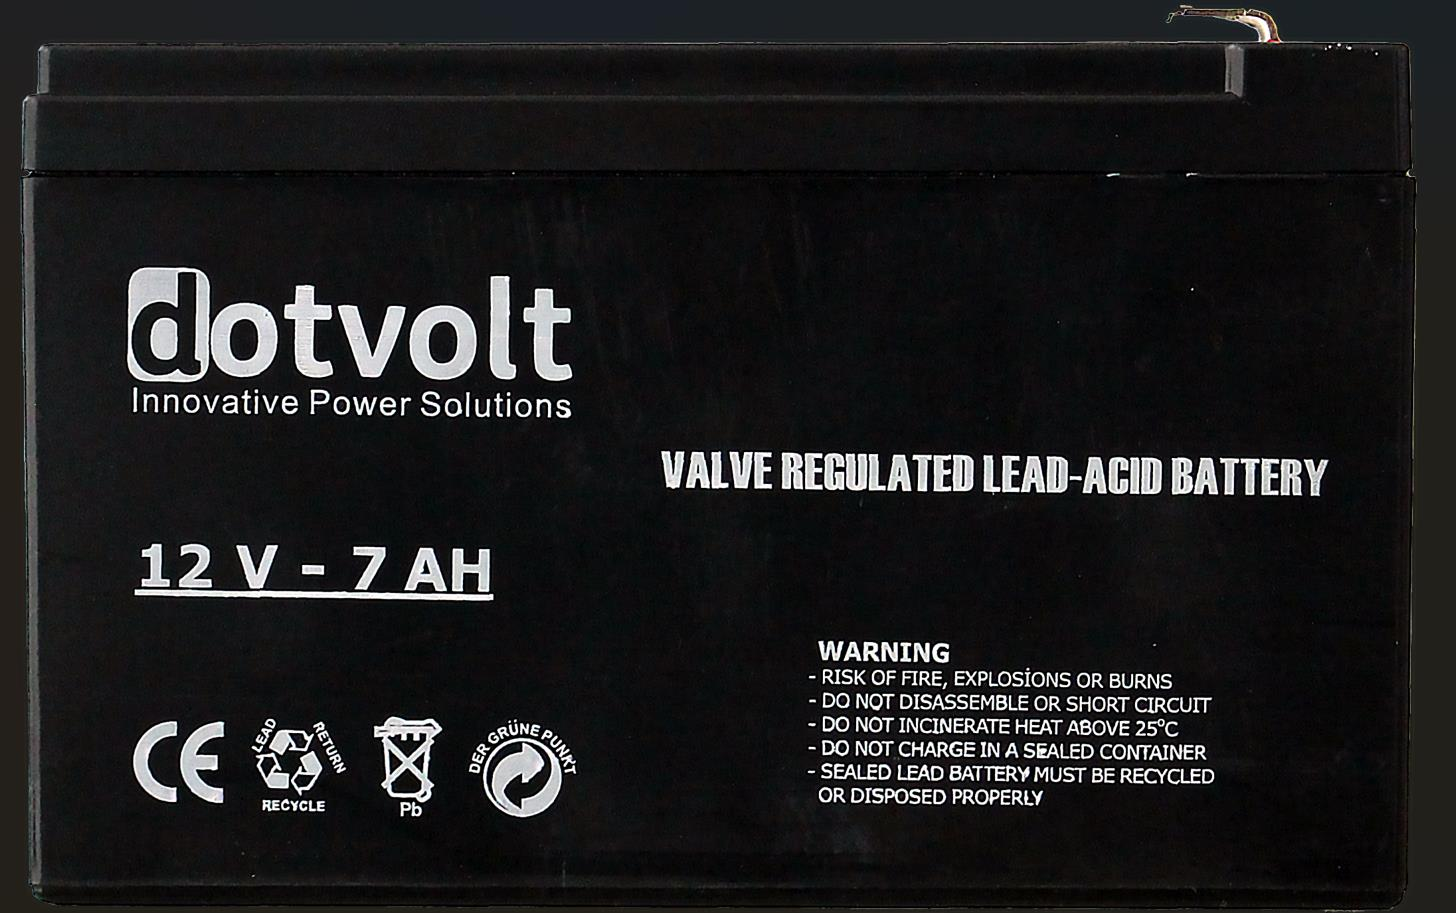 dotvolt
Innovative Power Solutions
VALVE REGULATED LEAD-ACID BATTERY
12 V - 7 AH
WARNING
- RISK OF FIRE, EXPLOSİONS OR BURNS
- DO NOT DISASSEMBLE OR SHORT CIRCUIT
- DO NOT INCINERATE HEAT ABOVE 25°C
- DO NOT CHARGE IN A SEALED CONTAINER
- SEALED LEAD BATTERY MUST BE RECYCLED
OR DISPOSED PROPERLY
CE
LEAD RETURN
RECYCLE
Pb
DER GRÜNE PUNKT